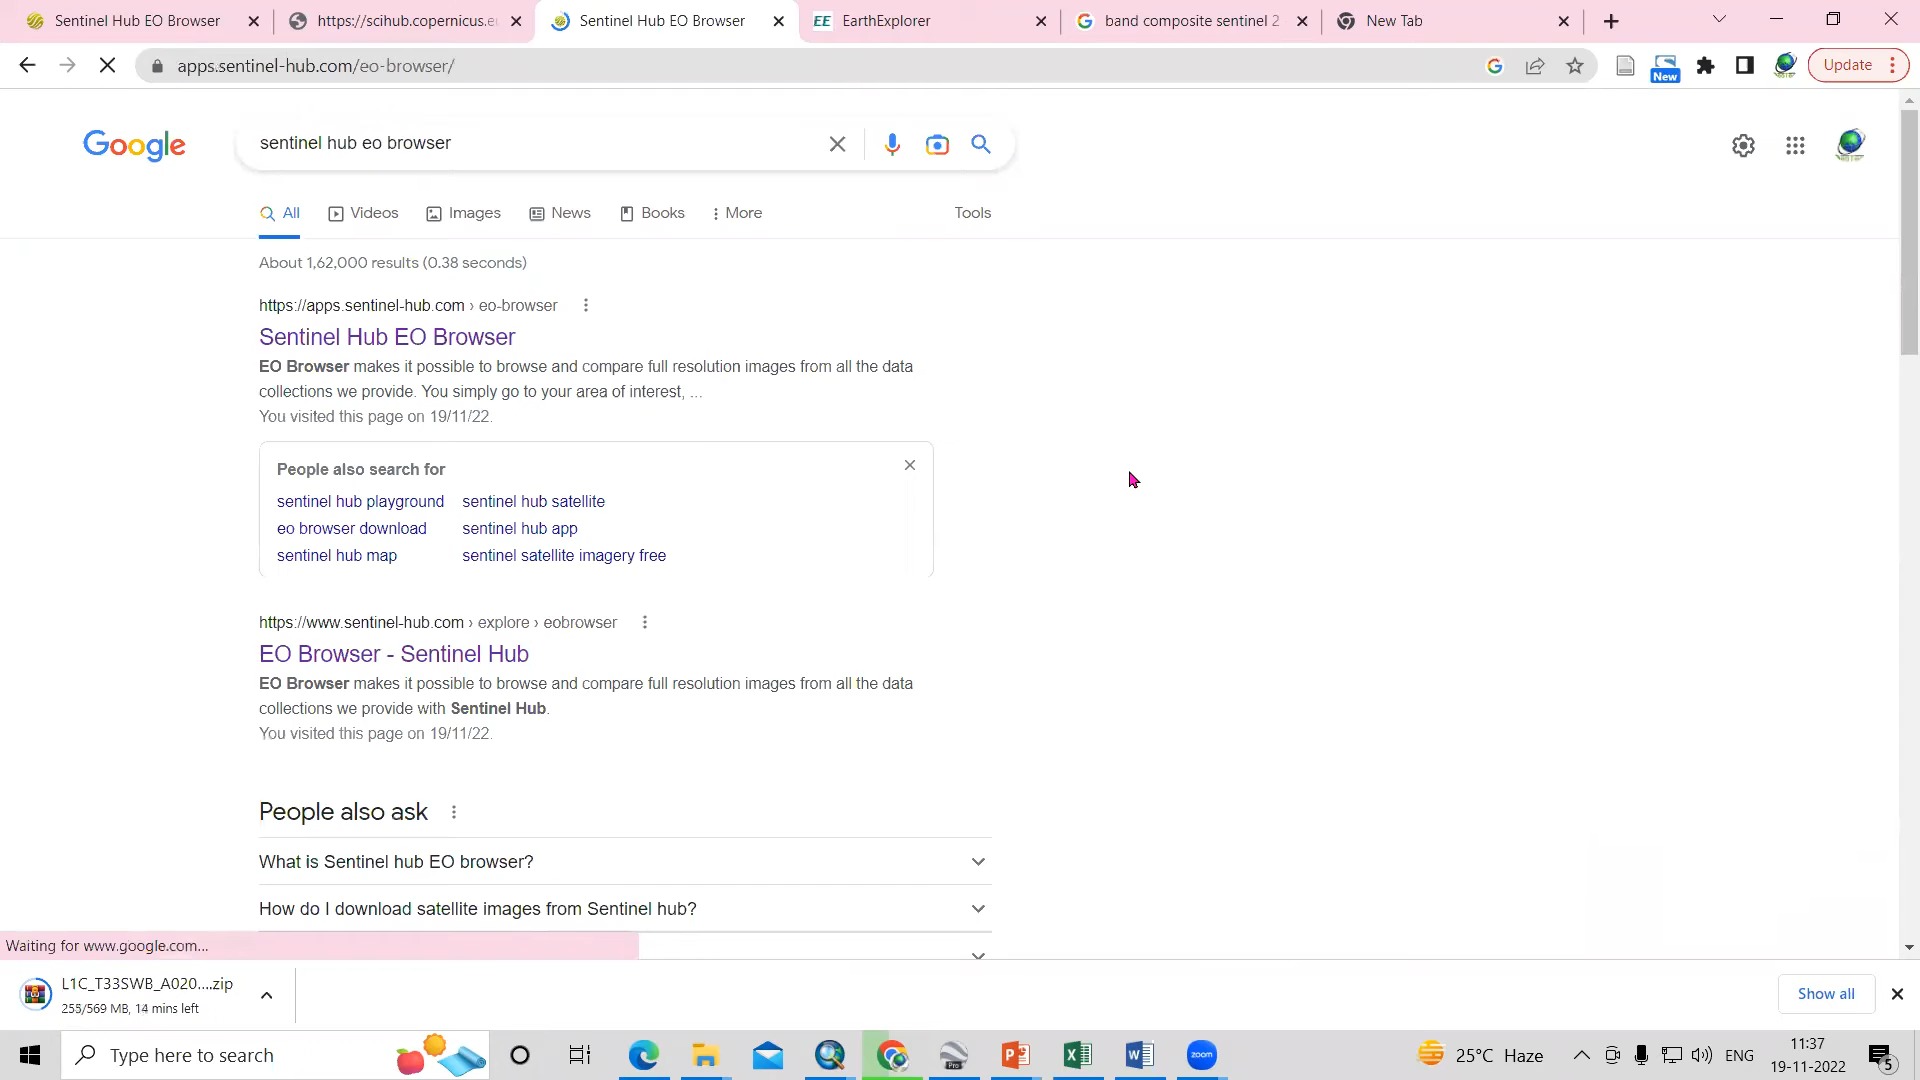 Sentinel Hub EO Browser
https://scihub.copernicus.eu
Sentinel Hub EO Browser
EE EarthExplorer
band composite sentinel 2
New Tab
apps.sentinel-hub.com/eo-browser/
New
Update
Google
sentinel hub eo browser
All
Videos
Images
News
Books
More
Tools
About 1,62,000 results (0.38 seconds)
https://apps.sentinel-hub.com › eo-browser
Sentinel Hub EO Browser
EO Browser makes it possible to browse and compare full resolution images from all the data
collections we provide. You simply go to your area of interest, ...
You visited this page on 19/11/22.
People also search for
sentinel hub playground
sentinel hub satellite
eo browser download
sentinel hub app
sentinel hub map
sentinel satellite imagery free
https://www.sentinel-hub.com › explore › eobrowser
EO Browser - Sentinel Hub
EO Browser makes it possible to browse and compare full resolution images from all the data
collections we provide with Sentinel Hub.
You visited this page on 19/11/22.
People also ask
What is Sentinel hub EO browser?
How do I download satellite images from Sentinel hub?
Waiting for www.google.com...
L1C_T33SWB_A020....zip
255/569 MB, 14 mins left
Show all
Type here to search
Pro
zoom
25°C Haze
ENG
11:37
19-11-2022
5